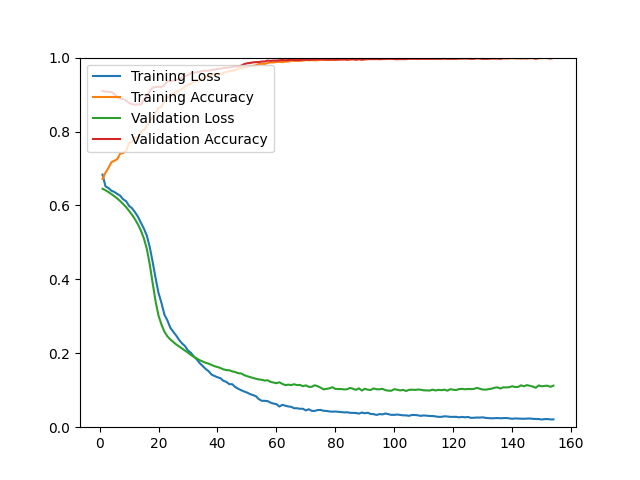 1.0
0.8
0.6
0.4
0.2
0.0
Training Loss
Training Accuracy
Validation Loss
Validation Accuracy
0 20 40 60 80 100 120 140 160